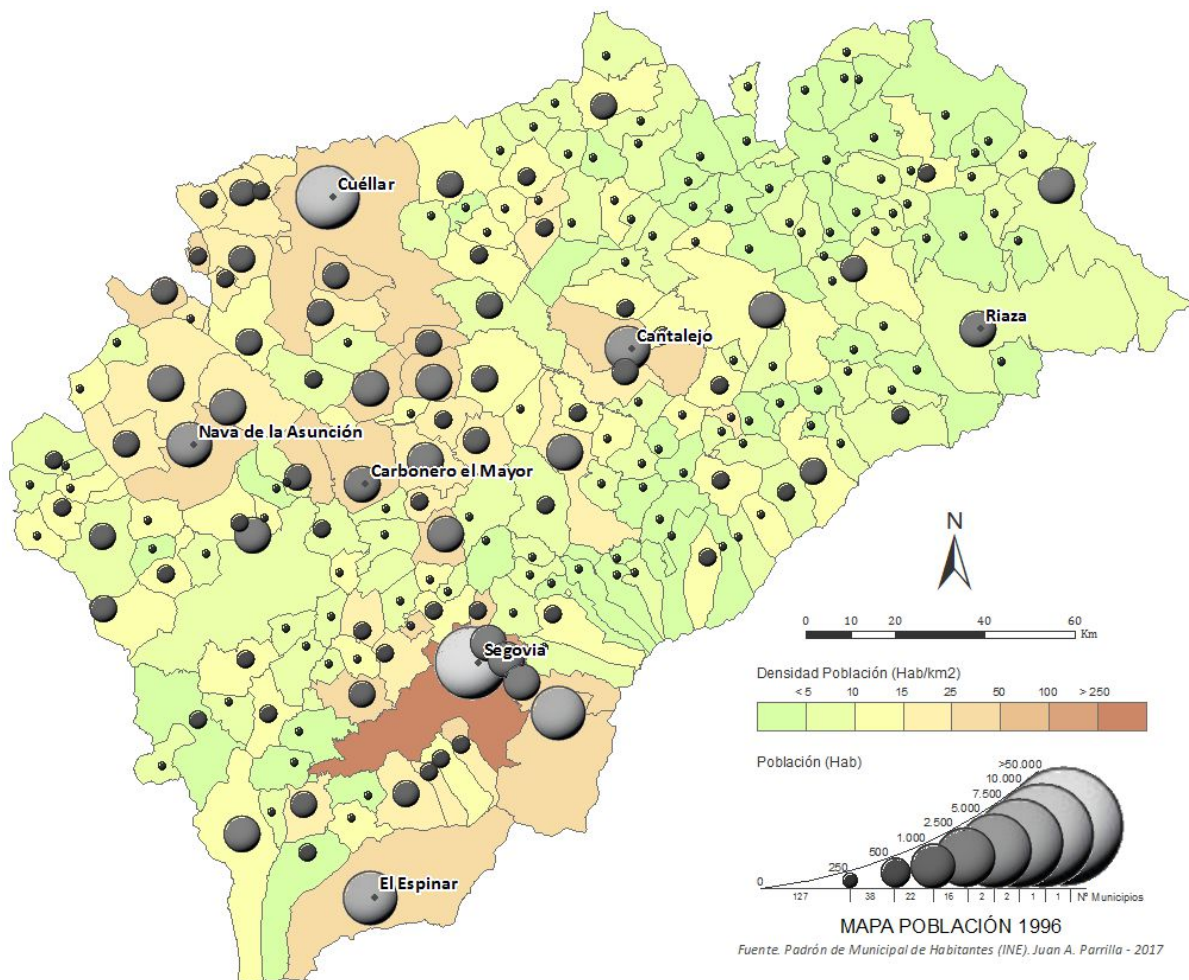 Cuéllar
Cantalejo
Riaza
Nava de la Asunción
Carbonero el Mayor
Segovia
El Espinar
N
0 10 20 40 60
Km
Densidad Población (Hab/km2)
< 5 10 15 25 50 100 > 250
Población (Hab)
>50.000
10.000
7.500
5.000
2.500
1.000
500
250
0
127 38 22 16 2 2 1 1 Nº Municipios
MAPA POBLACIÓN 1996
Fuente. Padrón de Municipal de Habitantes (INE). Juan A. Parrilla - 2017